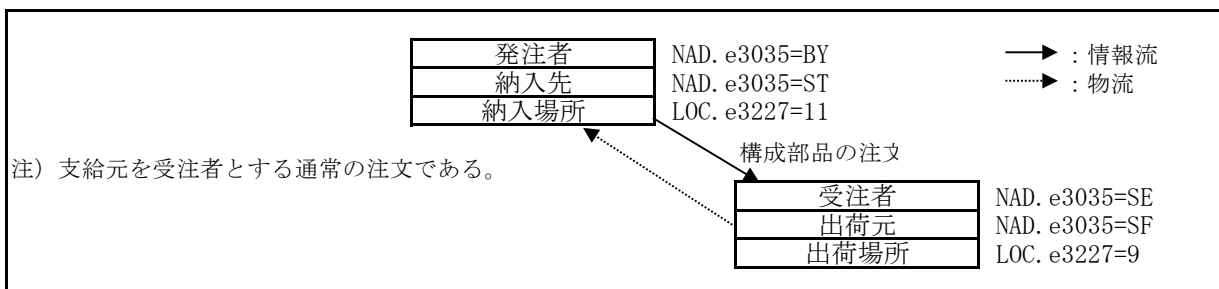 発注者 NAD.e3035=BY
納入先 NAD.e3035=ST
納入場所 LOC.e3227=11
：情報流
：物流
構成部品の注文
注）支給元を受注者とする通常の注文である。
受注者 NAD.e3035=SE
出荷元 NAD.e3035=SF
出荷場所 LOC.e3227=9